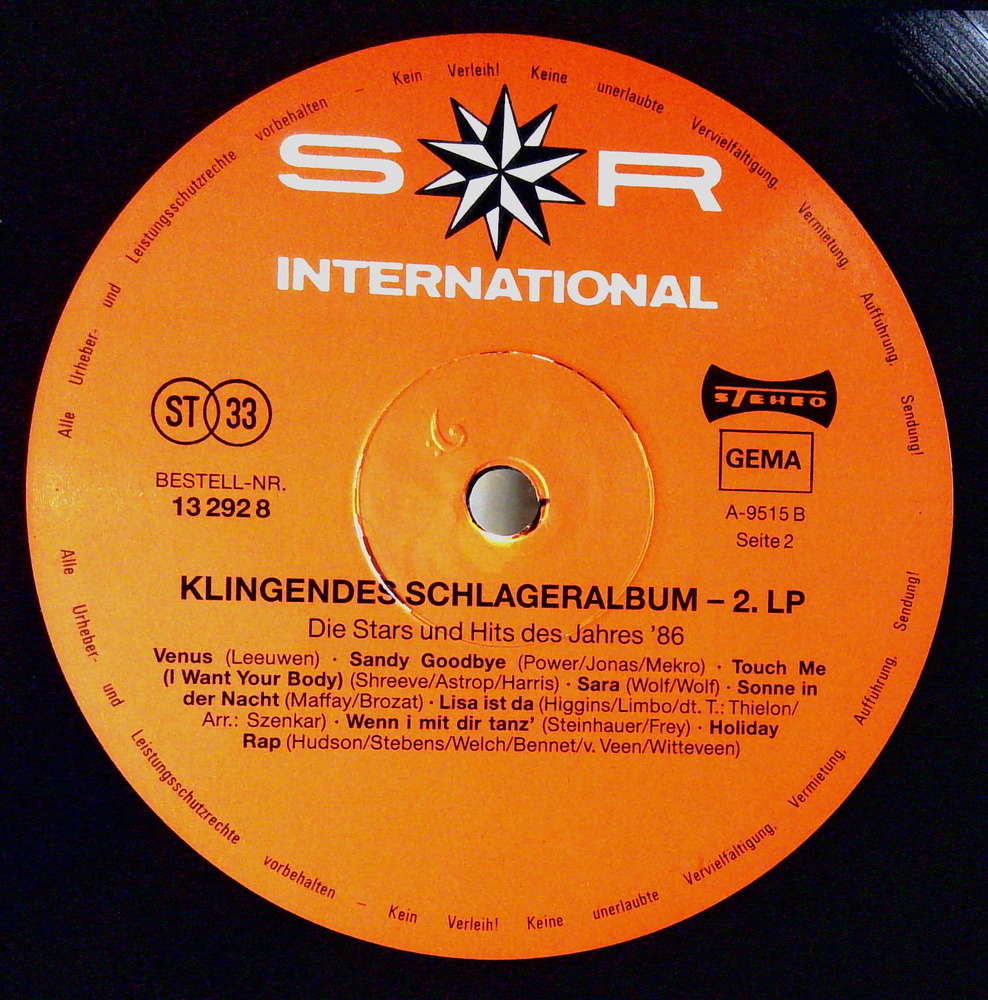 Alle Urheber- und Leistungsschutzrechte vorbehalten – Kein Verleih! Keine unerlaubte Vervielfältigung, Vermietung, Aufführung, Sendung!
S R
INTERNATIONAL
ST 33
STEREO
GEMA
BESTELL-NR.
13 292 8
A-9515 B
Seite 2
KLINGENDES SCHLAGERALBUM – 2. LP
Die Stars und Hits des Jahres ’86
Venus (Leeuwen) · Sandy Goodbye (Power/Jonas/Mekro) · Touch Me
(I Want Your Body) (Shreeve/Astrop/Harris) · Sara (Wolf/Wolf) · Sonne in
der Nacht (Maffay/Brozat) · Lisa ist da (Higgins/Limbo/dt. T.: Thielon/
Arr.: Szenkar) · Wenn i mit dir tanz’ (Steinhauer/Frey) · Holiday
Rap (Hudson/Stebens/Welch/Bennet/v. Veen/Witteveen)
Alle Urheber- und Leistungsschutzrechte vorbehalten – Kein Verleih! Keine unerlaubte Vervielfältigung, Vermietung, Aufführung, Sendung!